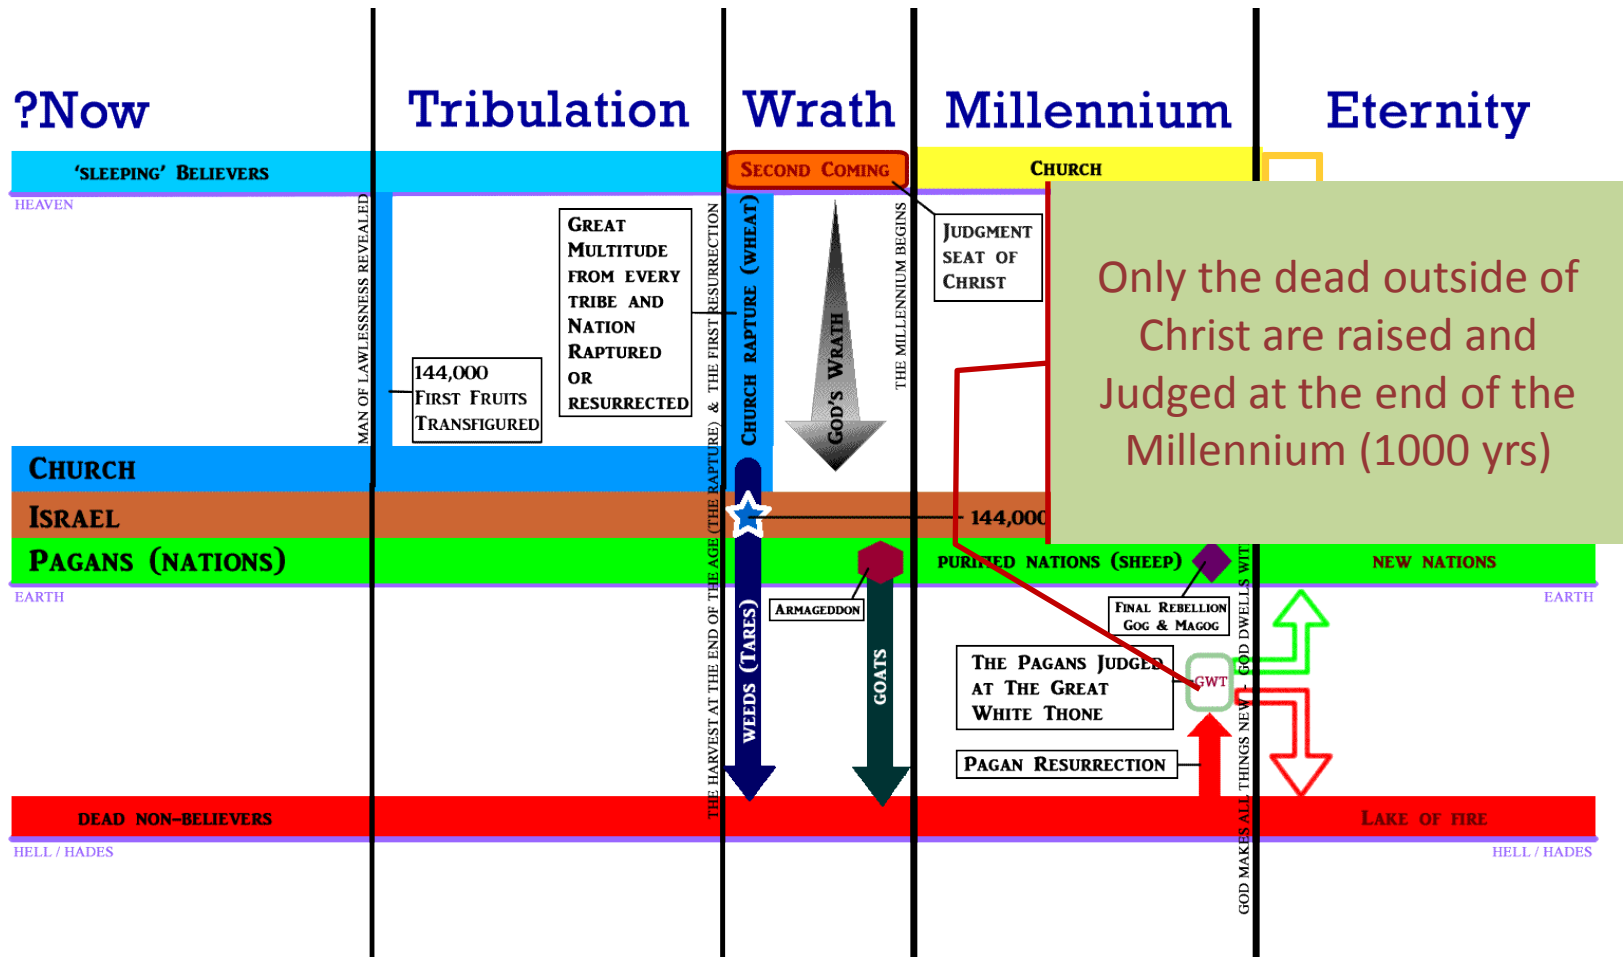 ?Now
Tribulation
Wrath
Millennium
Eternity
'SLEEPING' BELIEVERS
SECOND COMING
CHURCH
HEAVEN
MAN OF LAWLESSNESS REVEALED
144,000
FIRST FRUITS
TRANSFIGURED
GREAT
MULTITUDE
FROM EVERY
TRIBE AND
NATION
RAPTURED
OR
RESURRECTED
THE HARVEST AT THE END OF THE AGE (THE RAPTURE) & THE FIRST RESURRECTION
CHURCH RAPTURE (WHEAT)
GOD'S WRATH
THE MILLENNIUM BEGINS
JUDGMENT
SEAT OF
CHRIST
Only the dead outside of
Christ are raised and
Judged at the end of the
Millennium (1000 yrs)
CHURCH
ISRAEL
144,000
PAGANS (NATIONS)
PURIFIED NATIONS (SHEEP)
NEW NATIONS
EARTH
EARTH
WEEDS (TARES)
ARMAGEDDON
GOATS
FINAL REBELLION
GOG & MAGOG
THE PAGANS JUDGED
AT THE GREAT
WHITE THONE
GWT
PAGAN RESURRECTION
GOD MAKES ALL THINGS NEW - GOD DWELLS
DEAD NON-BELIEVERS
LAKE OF FIRE
HELL / HADES
HELL / HADES